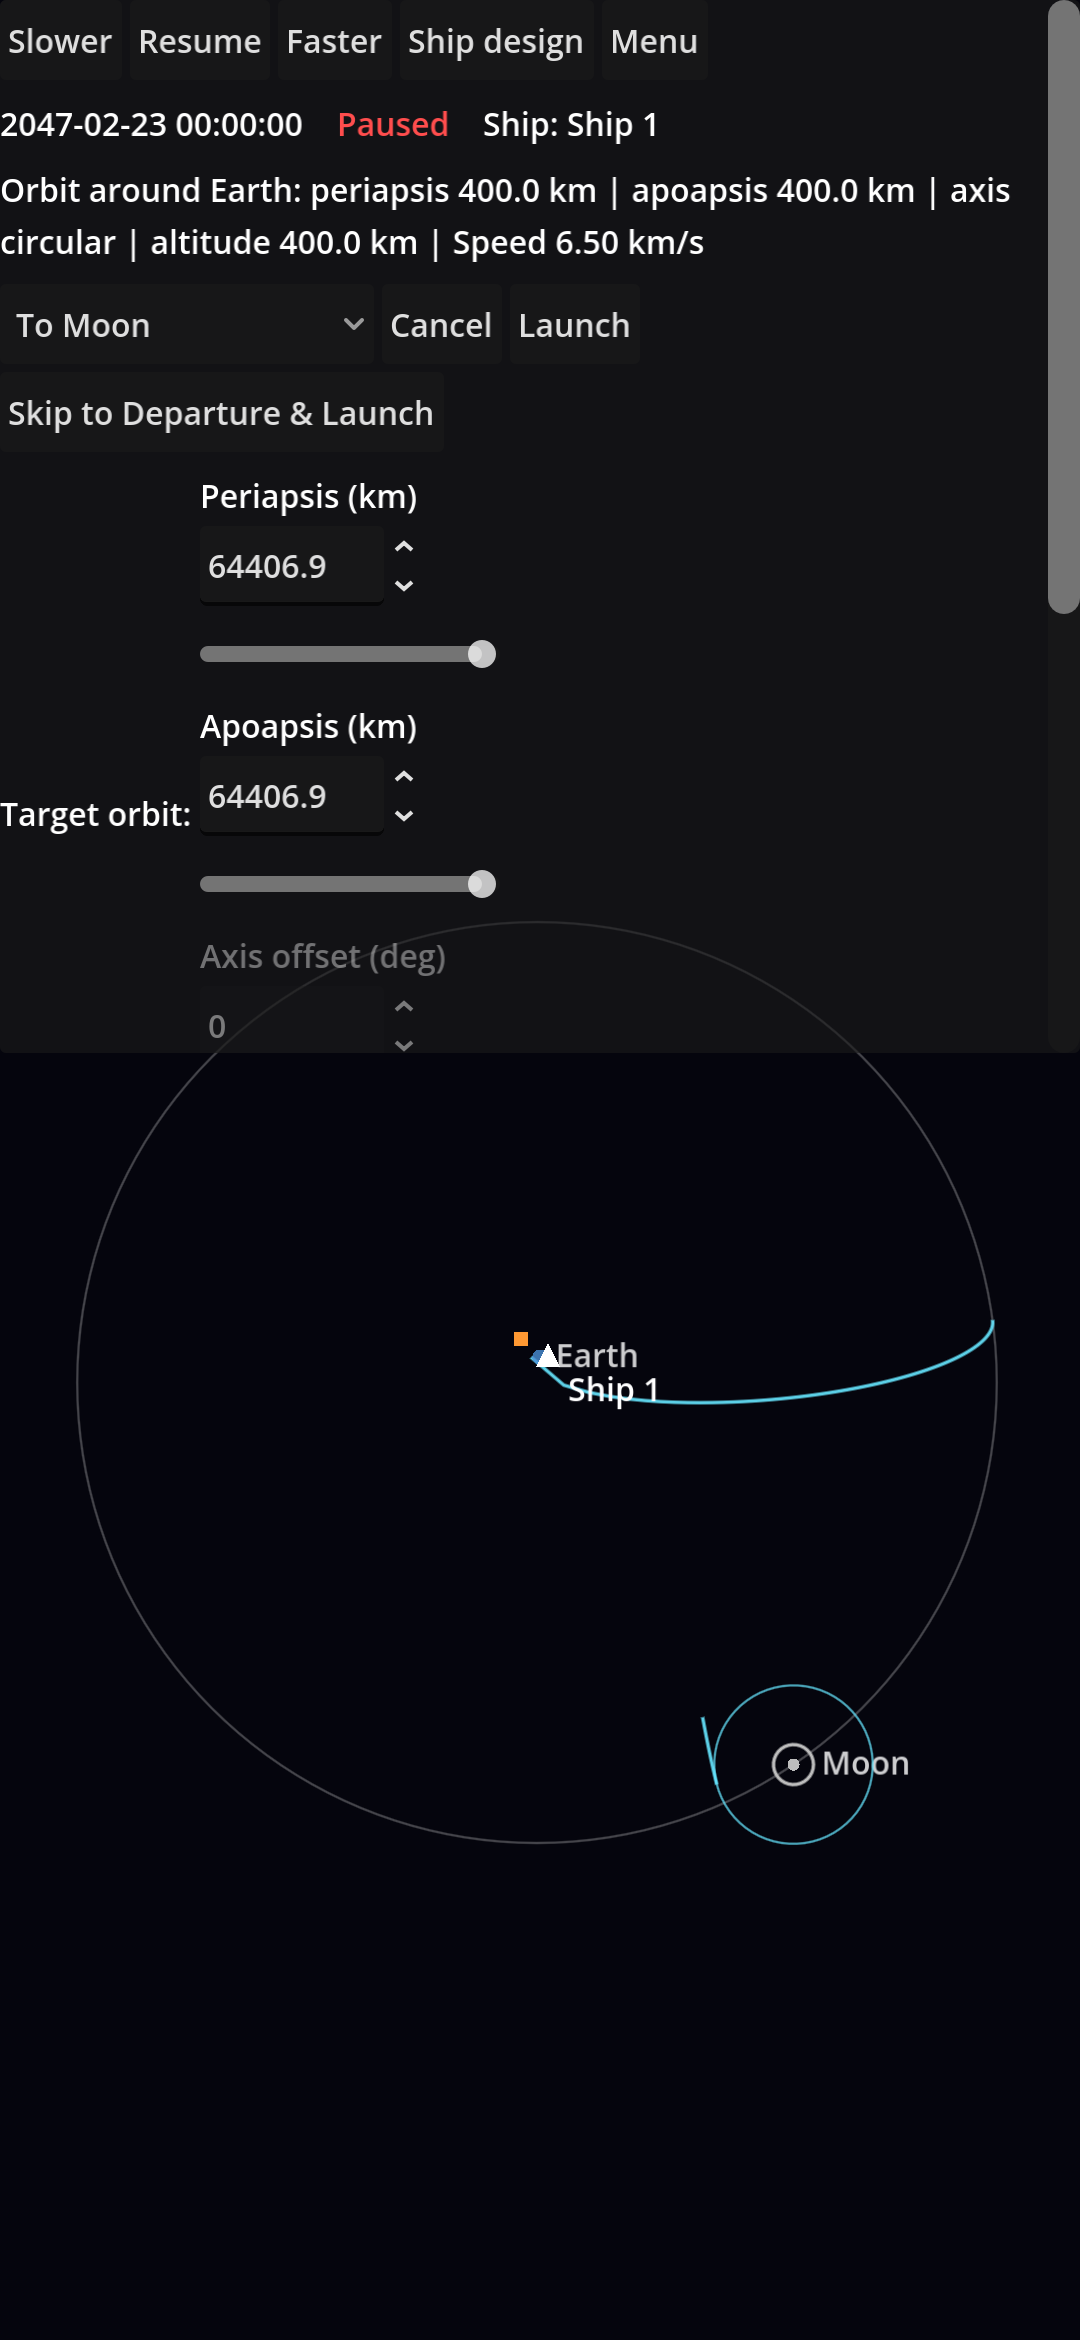 Slower Resume Faster Ship design Menu
2047-02-23 00:00:00 Paused Ship: Ship 1
Orbit around Earth: periapsis 400.0 km | apoapsis 400.0 km | axis
circular | altitude 400.0 km | Speed 6.50 km/s
To Moon Cancel Launch
Skip to Departure & Launch
Periapsis (km)
64406.9
Apoapsis (km)
64406.9
Target orbit:
Axis offset (deg)
0
Earth
Ship 1
Moon